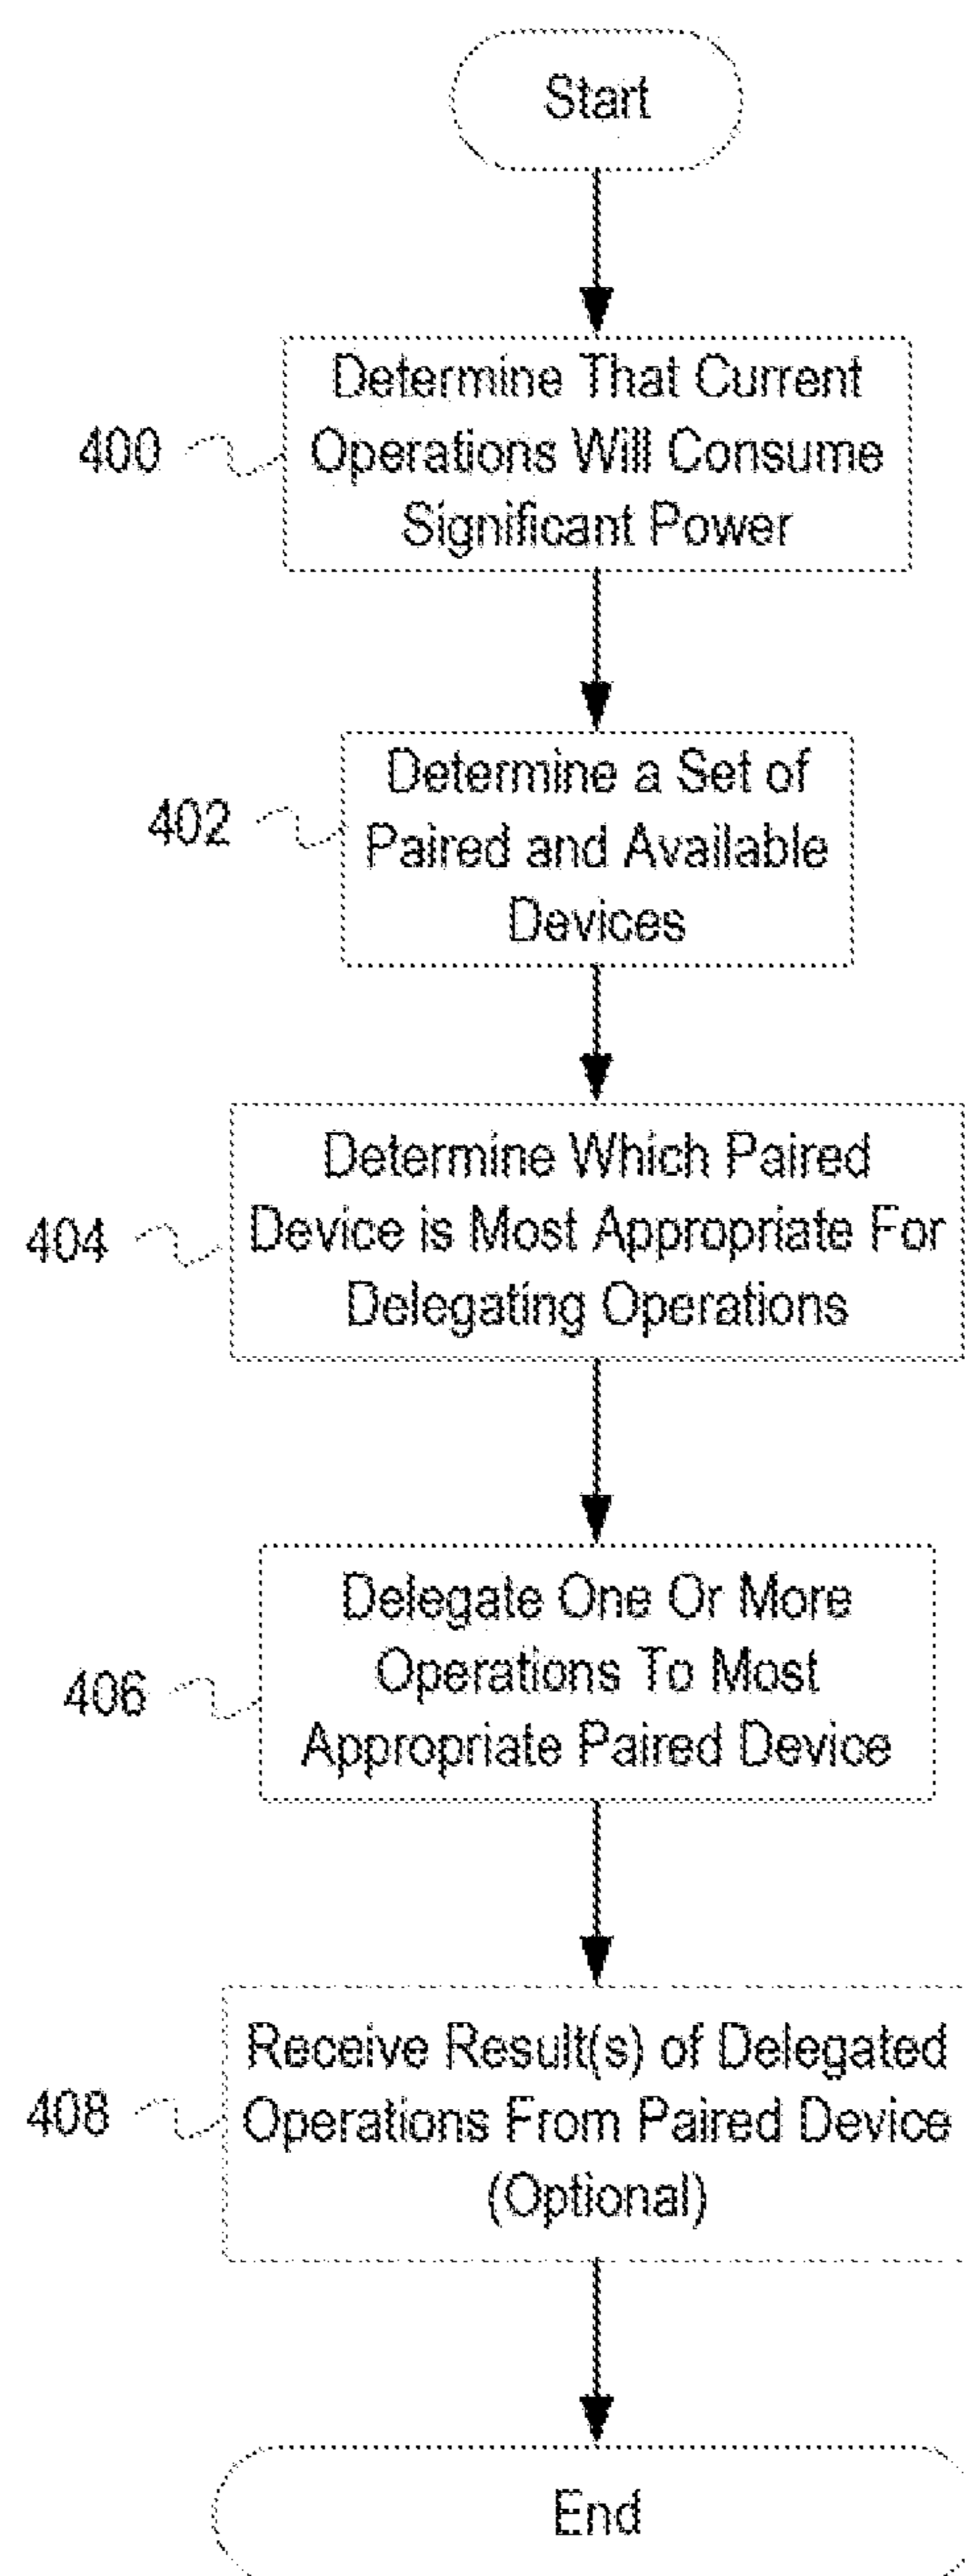 Start
Determine That Current
400
Operations Will Consume
Significant Power
Determine a Set of
402
Paired and Available
Devices
Determine Which Paired
404
Device is Most Appropriate For
Delegating Operations
Delegate One Or More
406
Operations To Most
Appropriate Paired Device
Receive Result(s) of Delegated
408
Operations From Paired Device
(Optional)
End